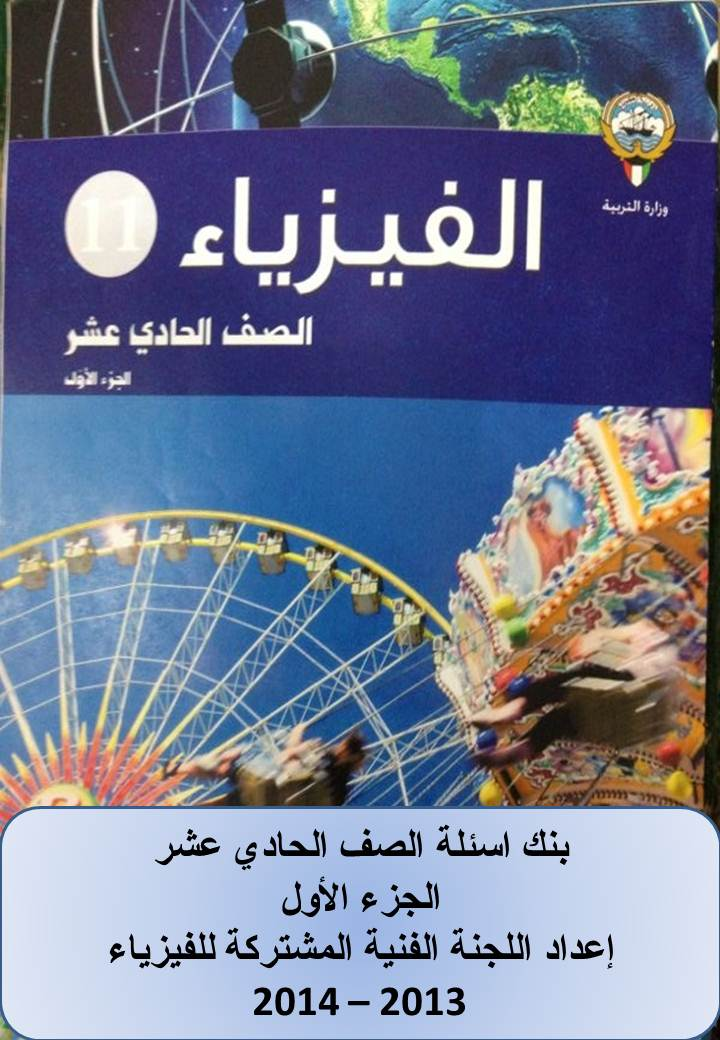 وزارة التربية
الفيزياء
11
الصف الحادي عشر
الجزء الأول
بنك اسئلة الصف الحادي عشر
الجزء الأول
إعداد اللجنة الفنية المشتركة للفيزياء
2013 – 2014